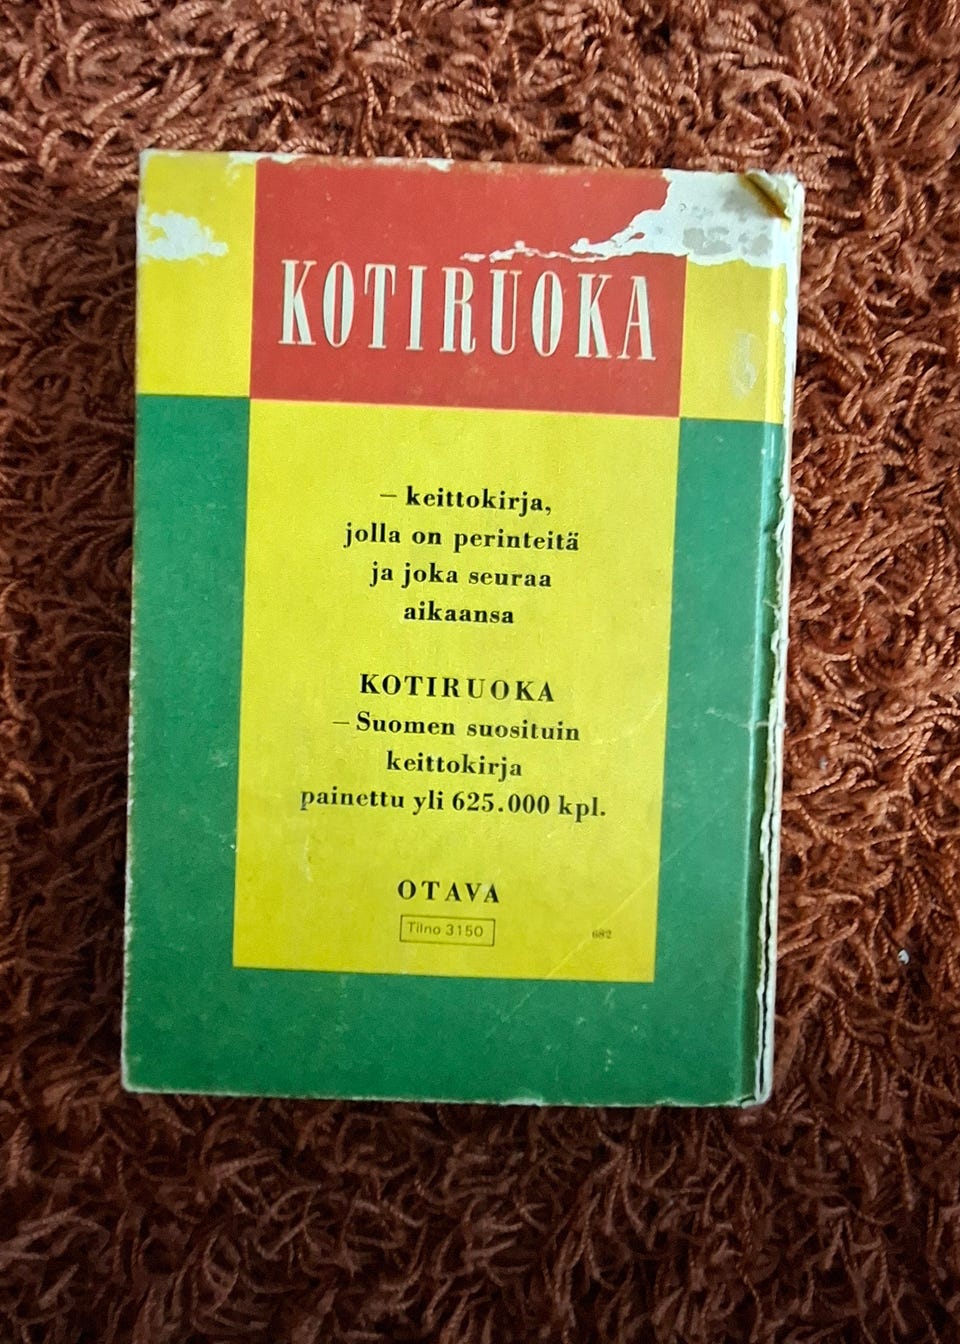 KOTIRUOKA
– keittokirja,
jolla on perinteitä
ja joka seuraa
aikaansa
KOTIRUOKA
– Suomen suosituin
keittokirja
painettu yli 625.000 kpl.
OTAVA
Tilno 3150
682